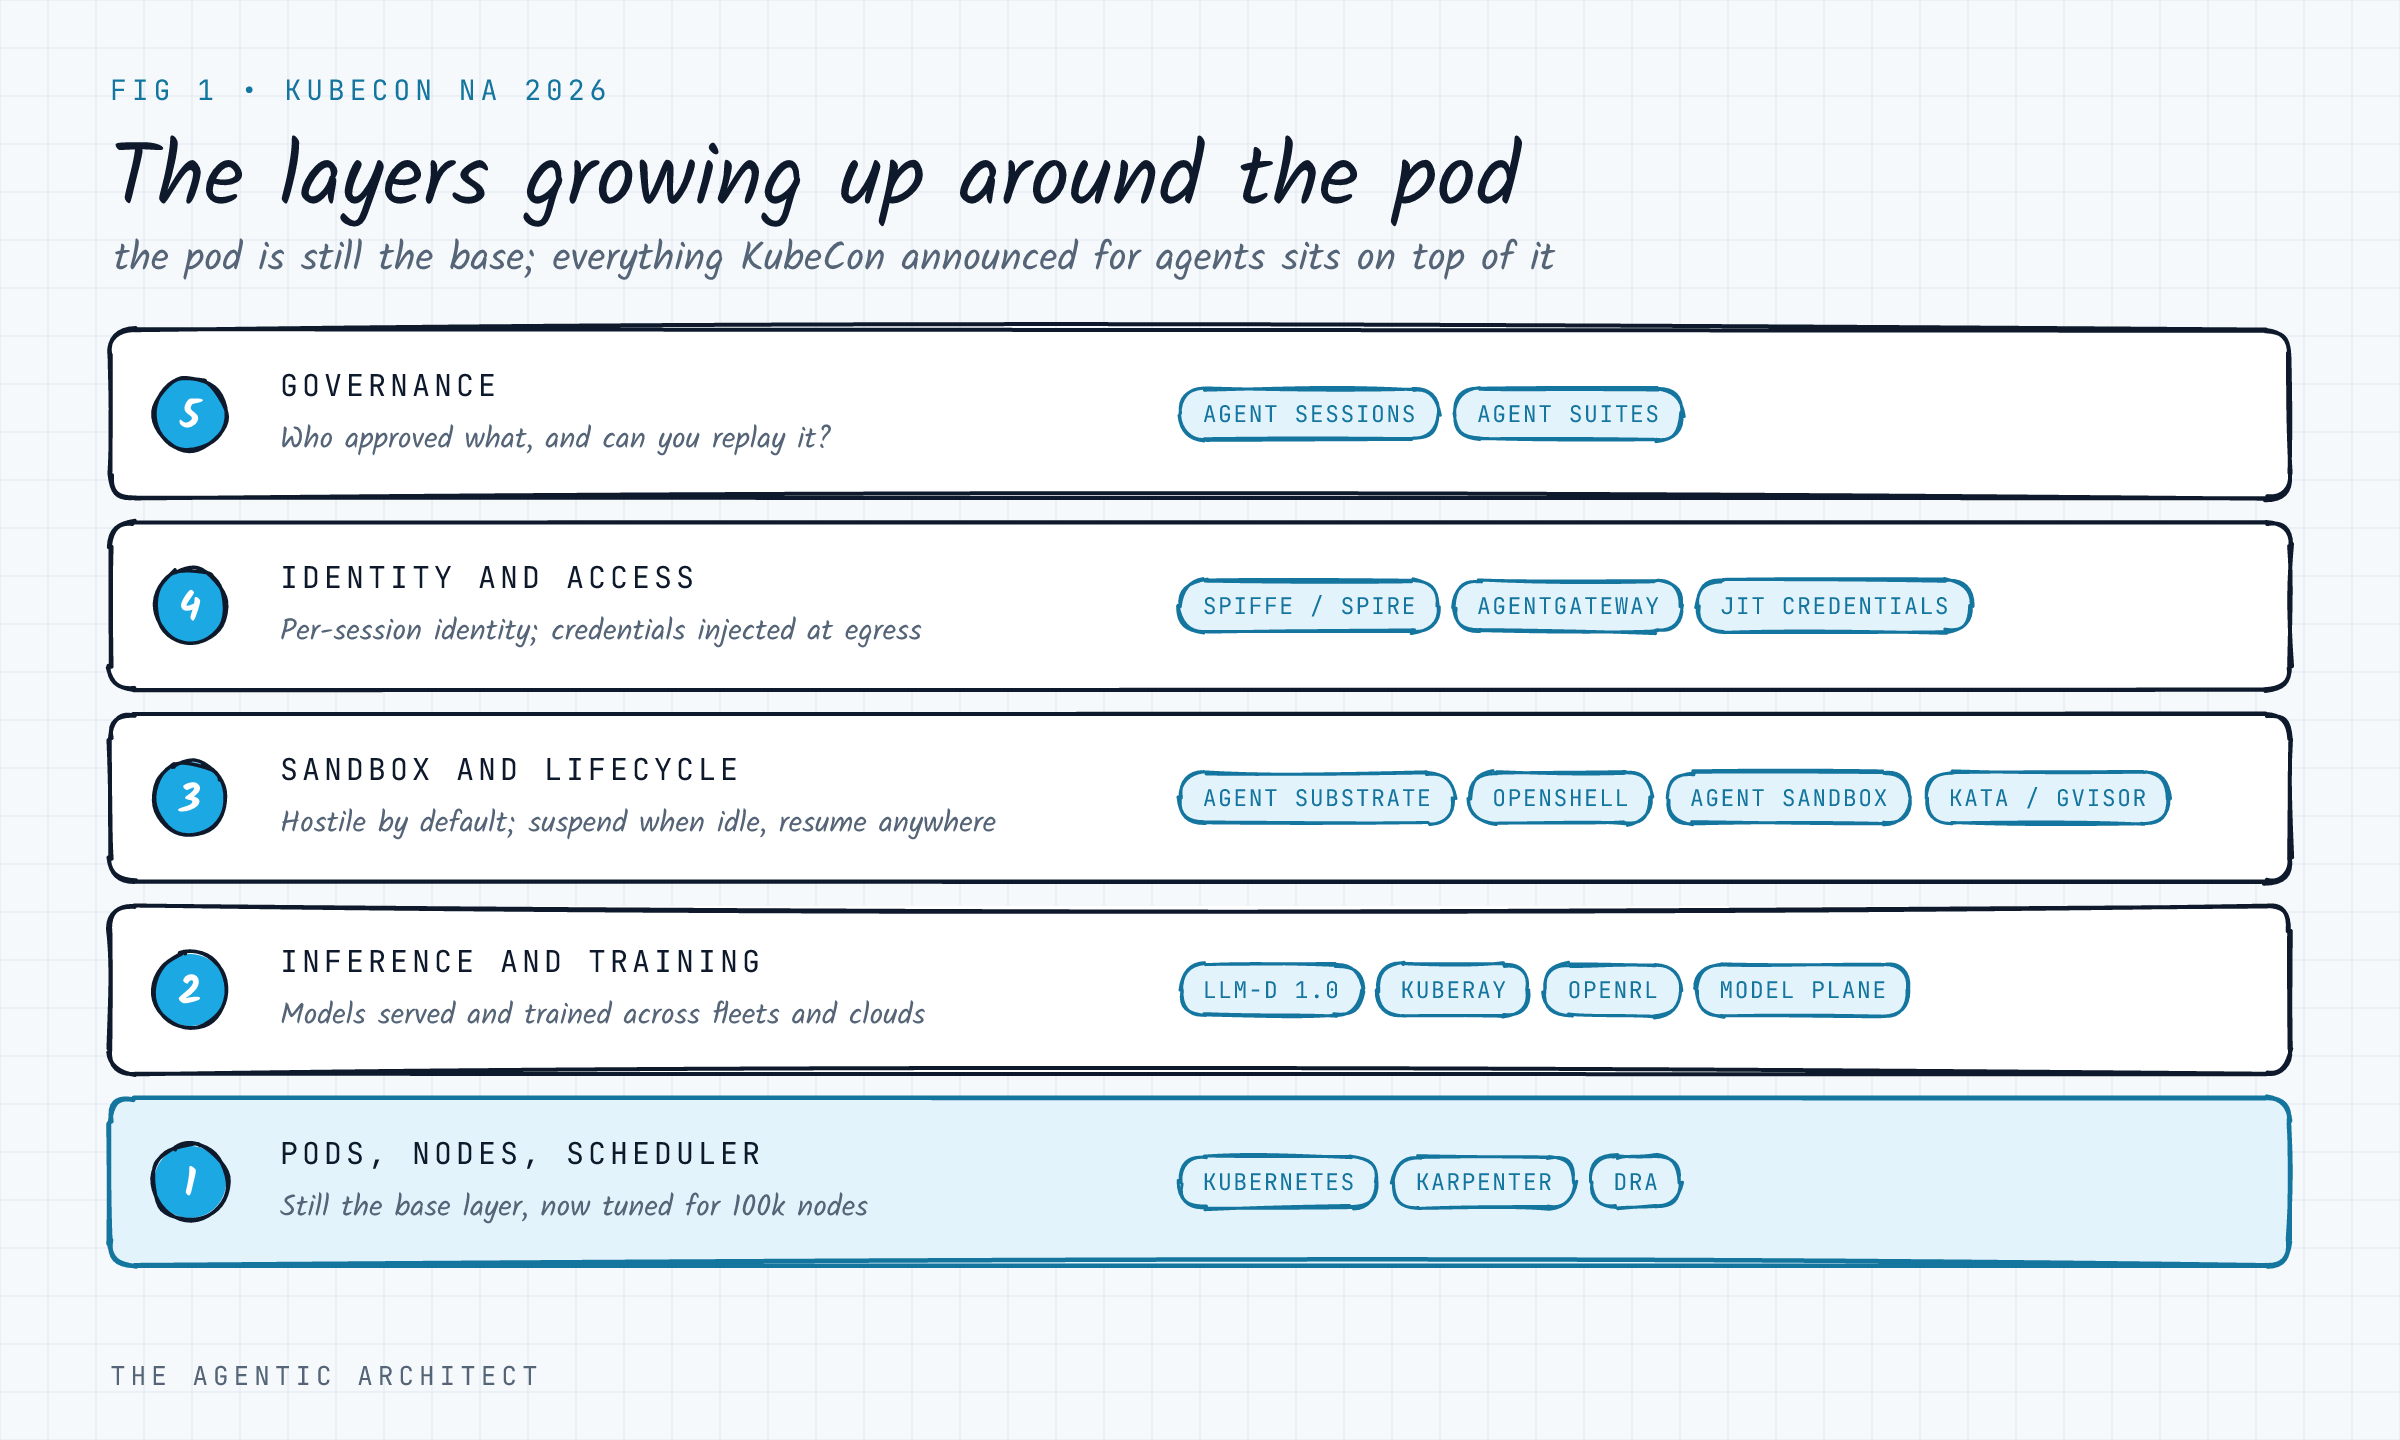 FIG 1 • KUBECON NA 2026
The layers growing up around the pod
the pod is still the base; everything KubeCon announced for agents sits on top of it
5
GOVERNANCE
Who approved what, and can you replay it?
AGENT SESSIONS
AGENT SUITES
4
IDENTITY AND ACCESS
Per-session identity; credentials injected at egress
SPIFFE / SPIRE
AGENTGATEWAY
JIT CREDENTIALS
3
SANDBOX AND LIFECYCLE
Hostile by default; suspend when idle, resume anywhere
AGENT SUBSTRATE
OPENSHELL
AGENT SANDBOX
KATA / GVISOR
2
INFERENCE AND TRAINING
Models served and trained across fleets and clouds
LLM-D 1.0
KUBERAY
OPENRL
MODEL PLANE
1
PODS, NODES, SCHEDULER
Still the base layer, now tuned for 100k nodes
KUBERNETES
KARPENTER
DRA
THE AGENTIC ARCHITECT